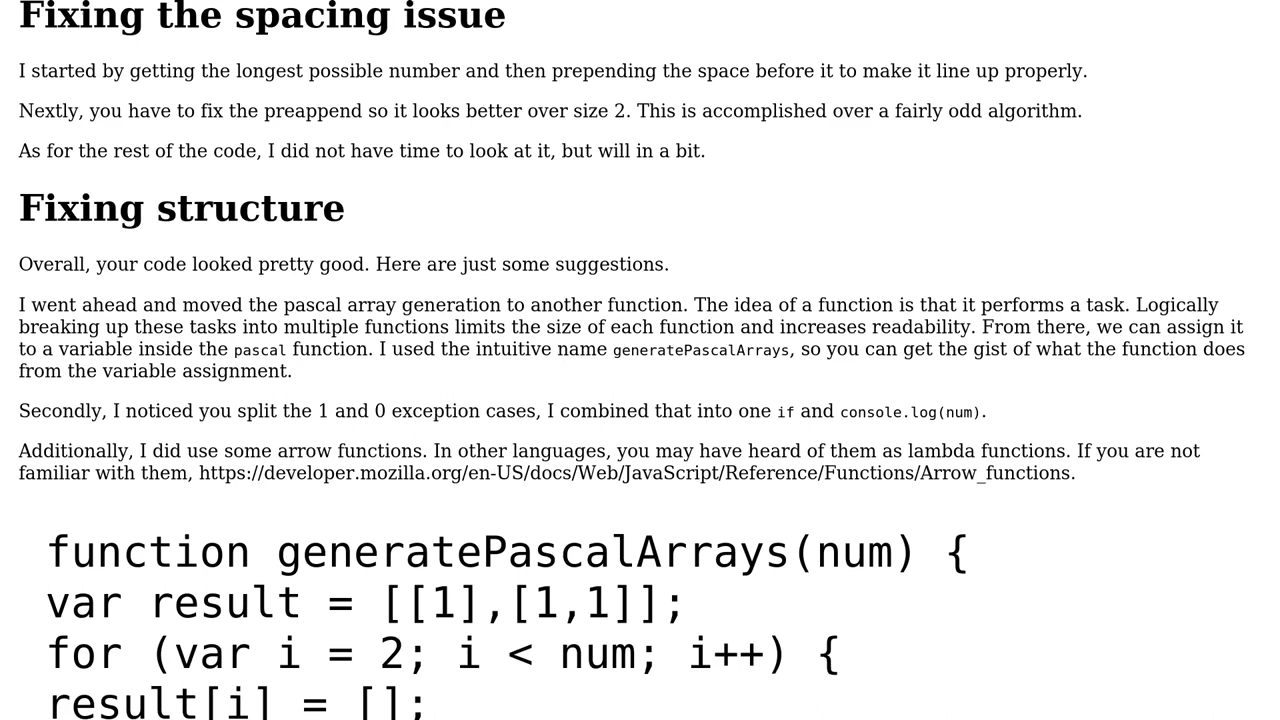 Fixing the spacing issue
I started by getting the longest possible number and then prepending the space before it to make it line up properly.
Nextly, you have to fix the preappend so it looks better over size 2. This is accomplished over a fairly odd algorithm.
As for the rest of the code, I did not have time to look at it, but will in a bit.
Fixing structure
Overall, your code looked pretty good. Here are just some suggestions.
I went ahead and moved the pascal array generation to another function. The idea of a function is that it performs a task. Logically
breaking up these tasks into multiple functions limits the size of each function and increases readability. From there, we can assign it
to a variable inside the pascal function. I used the intuitive name generatePascalArrays, so you can get the gist of what the function does
from the variable assignment.
Secondly, I noticed you split the 1 and 0 exception cases, I combined that into one if and console.log(num).
Additionally, I did use some arrow functions. In other languages, you may have heard of them as lambda functions. If you are not
familiar with them, https://developer.mozilla.org/en-US/docs/Web/JavaScript/Reference/Functions/Arrow_functions.
function generatePascalArrays(num) {
var result = [[1],[1,1]];
for (var i = 2; i < num; i++) {
result[i] = [];